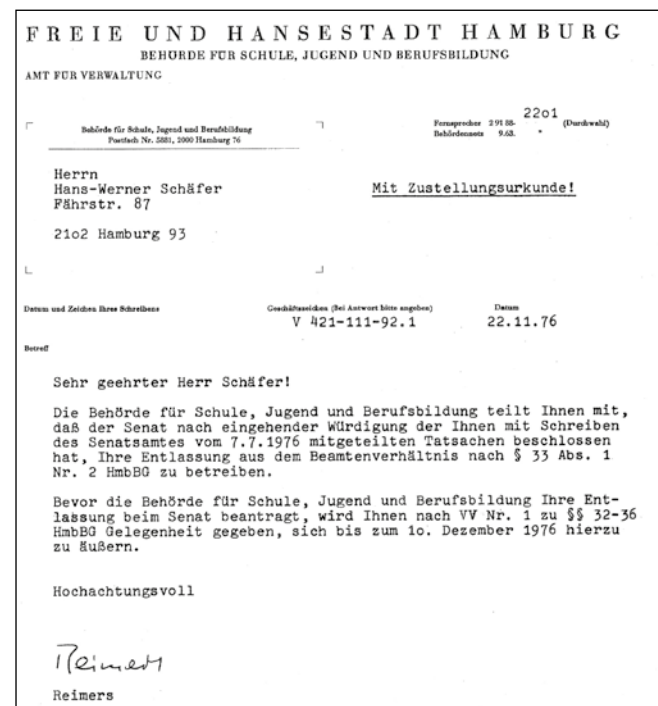 FREIE UND HANSESTADT HAMBURG
BEHÖRDE FÜR SCHULE, JUGEND UND BERUFSBILDUNG
AMT FÜR VERWALTUNG
22o1
Fernsprecher 2 91 88- (Durchwahl)
Behördennetz 9.63. "
Behörde für Schule, Jugend und Berufsbildung
Postfach Nr. 5881, 2000 Hamburg 76
Herrn
Hans-Werner Schäfer
Fährstr. 87
Mit Zustellungsurkunde!
21o2 Hamburg 93
Datum und Zeichen Ihres Schreibens
Geschäftszeichen (Bei Antwort bitte angeben)
Datum
V 421-111-92.1
22.11.76
Betreff
Sehr geehrter Herr Schäfer!
Die Behörde für Schule, Jugend und Berufsbildung teilt Ihnen mit,
daß der Senat nach eingehender Würdigung der Ihnen mit Schreiben
des Senatsamtes vom 7.7.1976 mitgeteilten Tatsachen beschlossen
hat, Ihre Entlassung aus dem Beamtenverhältnis nach § 33 Abs. 1
Nr. 2 HmbBG zu betreiben.
Bevor die Behörde für Schule, Jugend und Berufsbildung Ihre Ent-
lassung beim Senat beantragt, wird Ihnen nach VV Nr. 1 zu §§ 32-36
HmbBG Gelegenheit gegeben, sich bis zum 1o. Dezember 1976 hierzu
zu äußern.
Hochachtungsvoll
Reimers
Reimers